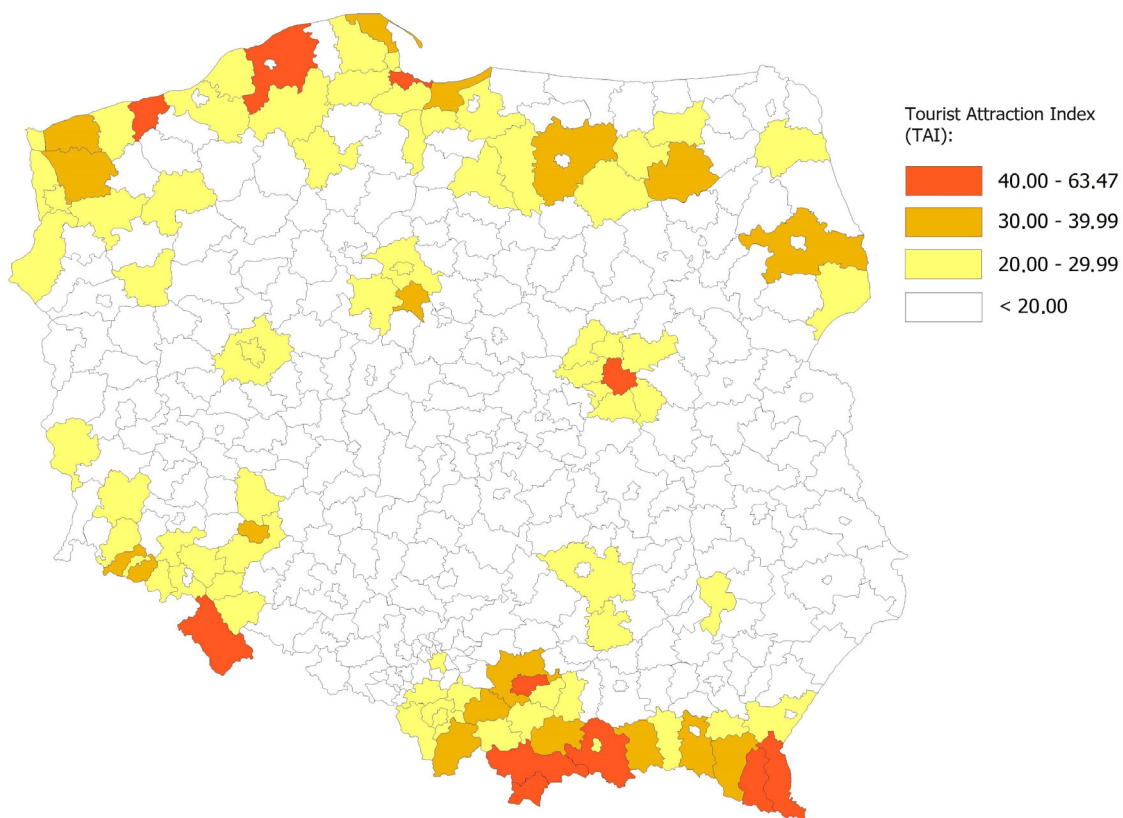 Tourist Attraction Index
(TAI):
40,00 - 63,47
30,00 - 39,99
20,00 - 29,99
< 20.00